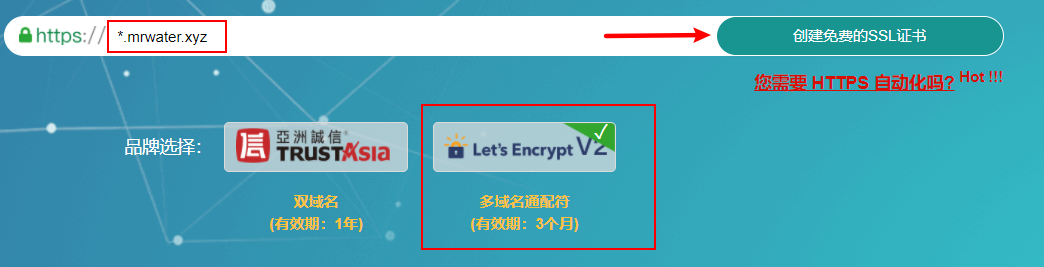 https:// *.mrwater.xyz 创建免费的SSL证书
您需要 HTTPS 自动化吗? Hot !!!
品牌选择: 亞洲誠信 TRUSTAsia Let's Encrypt V2
双域名 多域名通配符
(有效期: 1年) (有效期: 3个月)